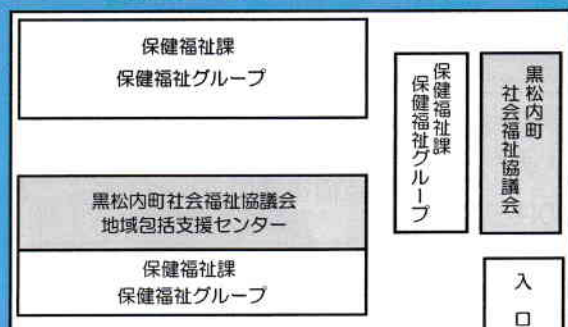 保健福祉課
保健福祉グループ
保健福祉課
保健福祉グループ
黒松内町
社会福祉協議会
黒松内町社会福祉協議会
地域包括支援センター
保健福祉課
保健福祉グループ
入口